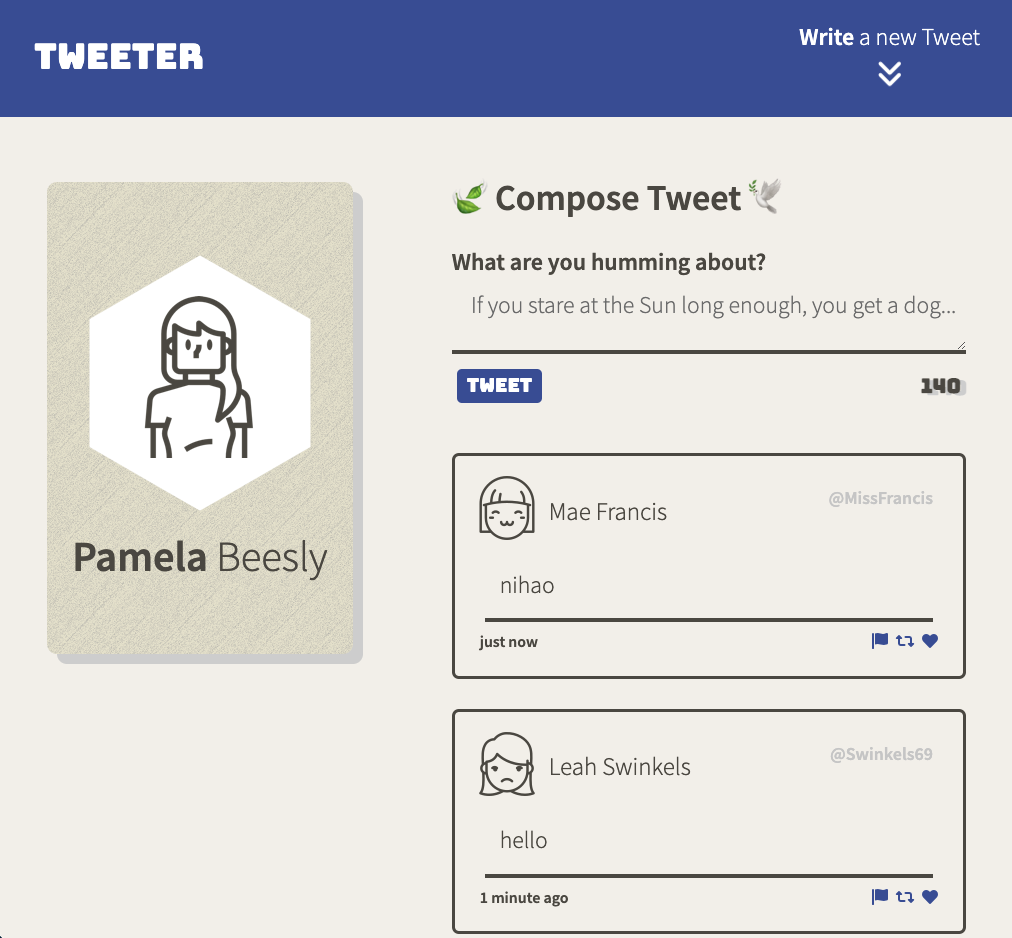 TWEETER
Write a new Tweet
Pamela Beesly
🌿 Compose Tweet 🕊️
What are you humming about?
If you stare at the Sun long enough, you get a dog...
TWEET
140
Mae Francis
@MissFrancis
nihao
just now
Leah Swinkels
@Swinkels69
hello
1 minute ago